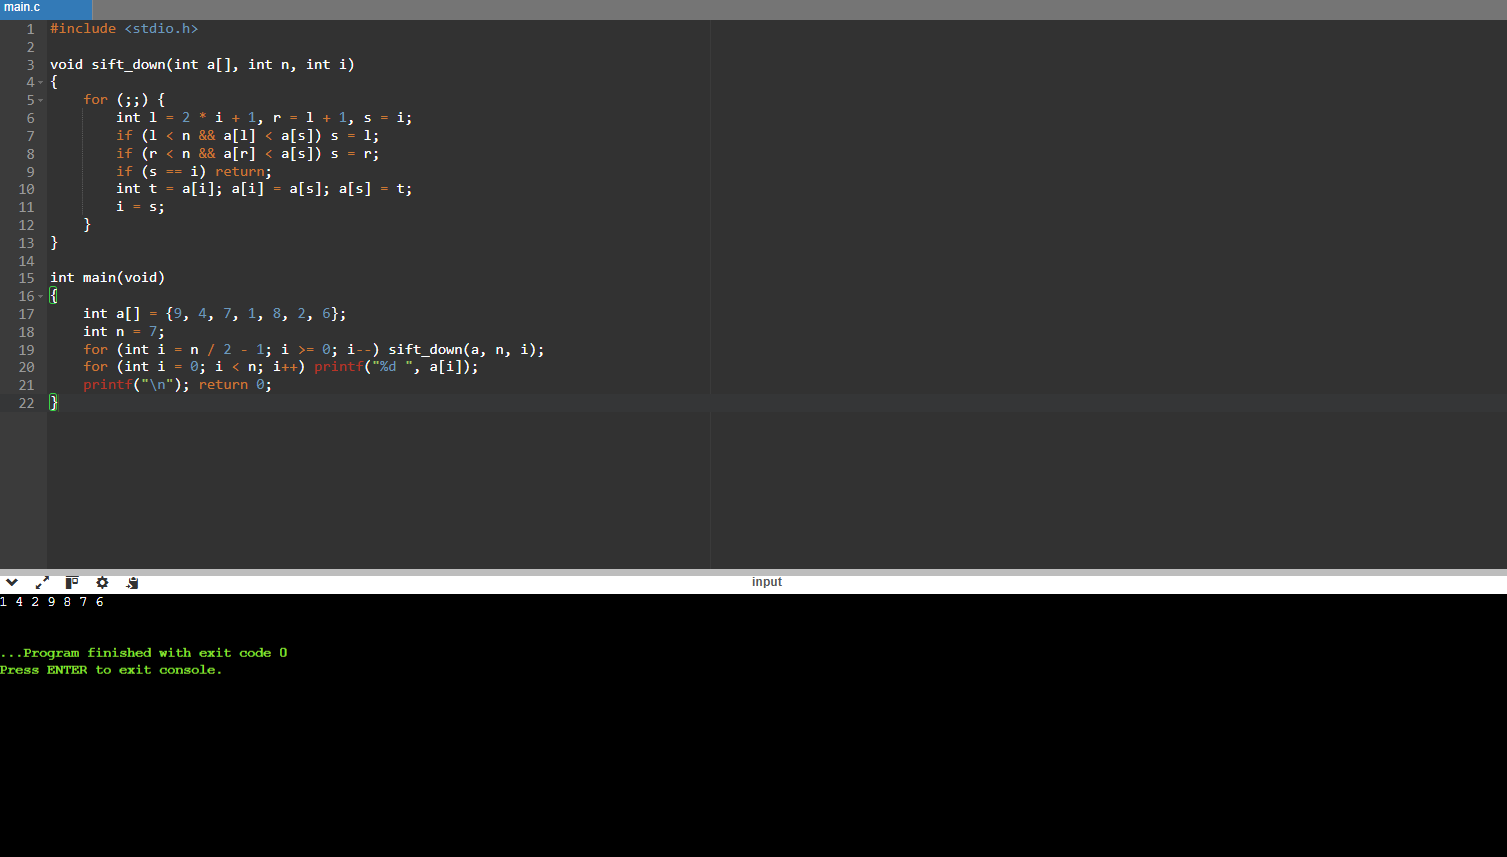 main.c
1 #include <stdio.h>
2
3 void sift_down(int a[], int n, int i)
4 {
5     for (;;) {
6         int l = 2 * i + 1, r = l + 1, s = i;
7         if (l < n && a[l] < a[s]) s = l;
8         if (r < n && a[r] < a[s]) s = r;
9         if (s == i) return;
10         int t = a[i]; a[i] = a[s]; a[s] = t;
11         i = s;
12     }
13 }
14
15 int main(void)
16 {
17     int a[] = {9, 4, 7, 1, 8, 2, 6};
18     int n = 7;
19     for (int i = n / 2 - 1; i >= 0; i--) sift_down(a, n, i);
20     for (int i = 0; i < n; i++) printf("%d ", a[i]);
21     printf("\n"); return 0;
22 }
input
1 4 2 9 8 7 6
...Program finished with exit code 0
Press ENTER to exit console.